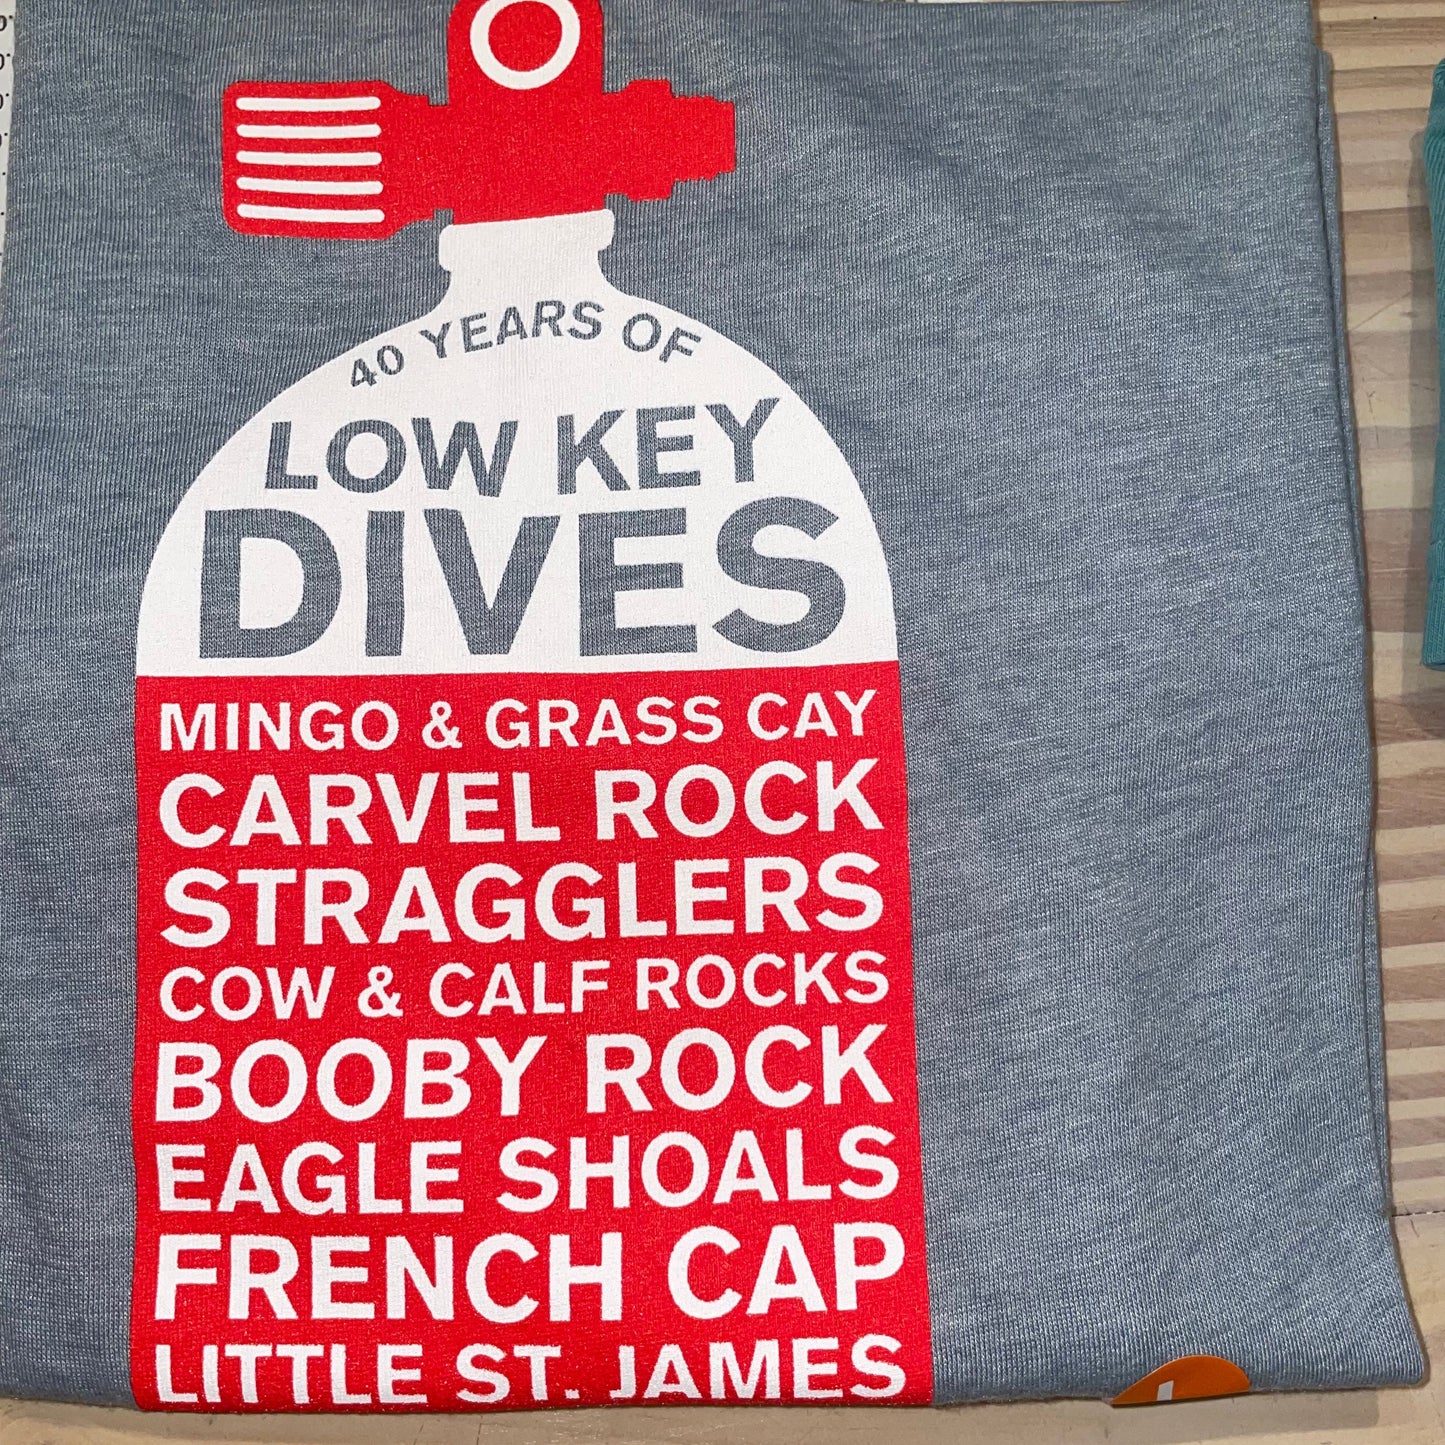 40 YEARS OF
LOW KEY
DIVES
MINGO & GRASS CAY
CARVEL ROCK
STRAGGLERS
COW & CALF ROCKS
BOOBY ROCK
EAGLE SHOALS
FRENCH CAP
LITTLE ST. JAMES